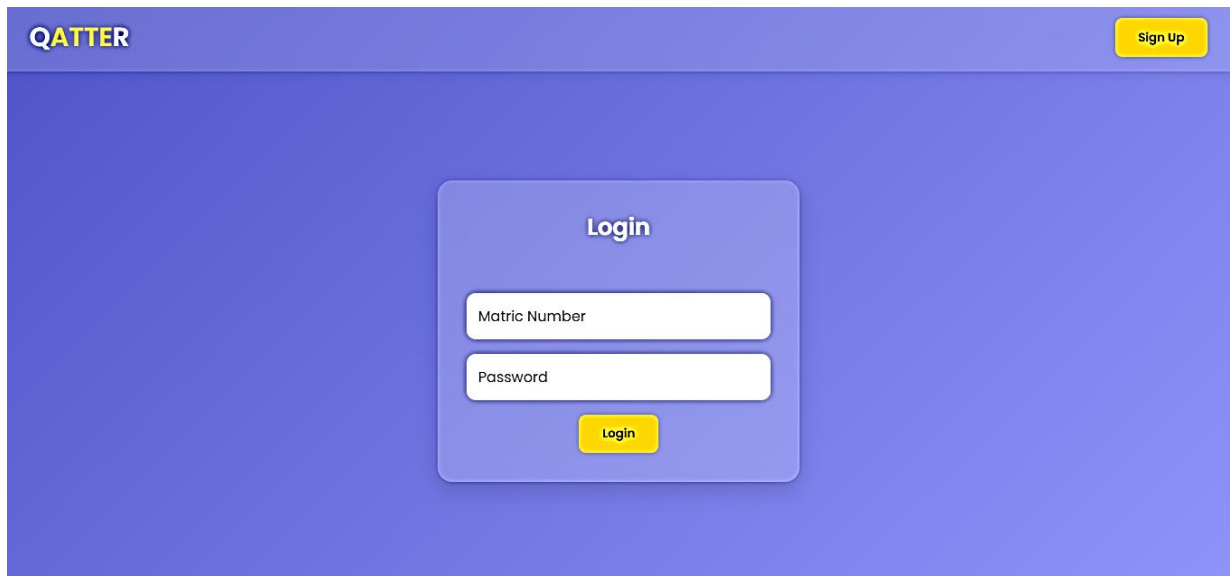 QATTER
Sign Up
Login
Matric Number
Password
Login